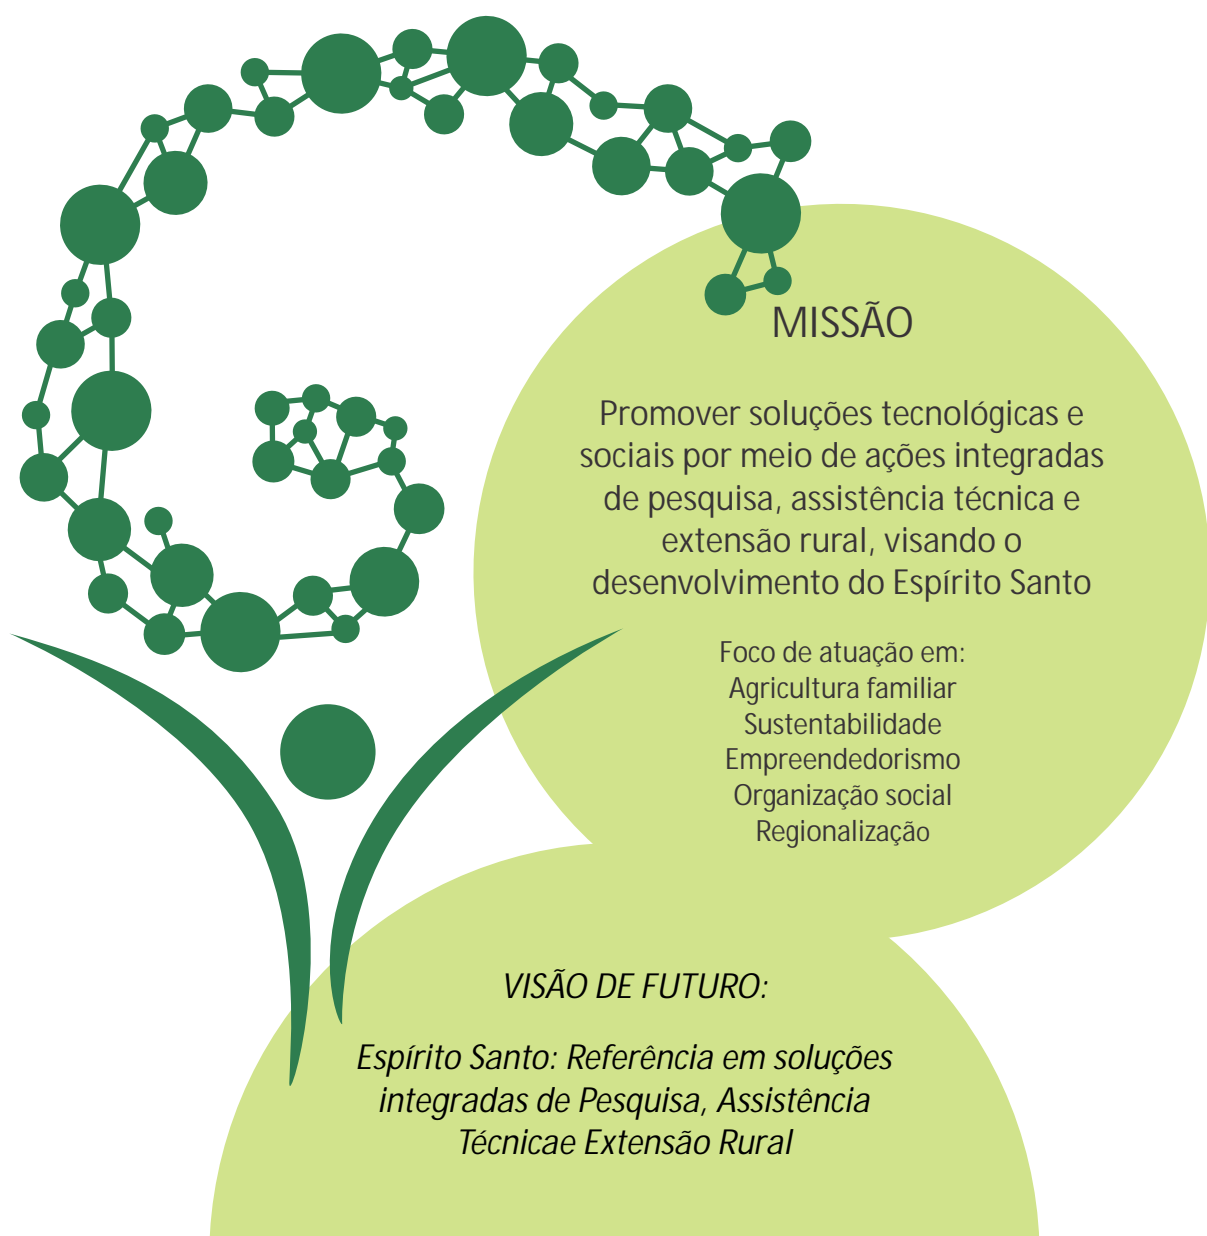 MISSÃO
Promover soluções tecnológicas e
sociais por meio de ações integradas
de pesquisa, assistência técnica e
extensão rural, visando o
desenvolvimento do Espírito Santo
Foco de atuação em:
Agricultura familiar
Sustentabilidade
Empreendedorismo
Organização social
Regionalização
VISÃO DE FUTURO:
Espírito Santo: Referência em soluções
integradas de Pesquisa, Assistência
Técnicae Extensão Rural